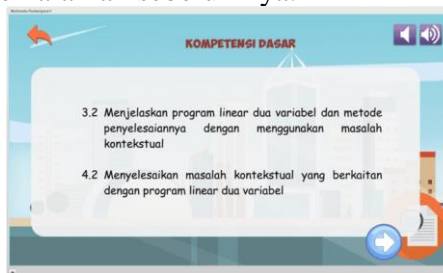 KOMPETENSI DASAR
3.2 Menjelaskan program linear dua variabel dan metode
penyelesaiannya dengan menggunakan masalah
kontekstual
4.2 Menyelesaikan masalah kontekstual yang berkaitan
dengan program linear dua variabel